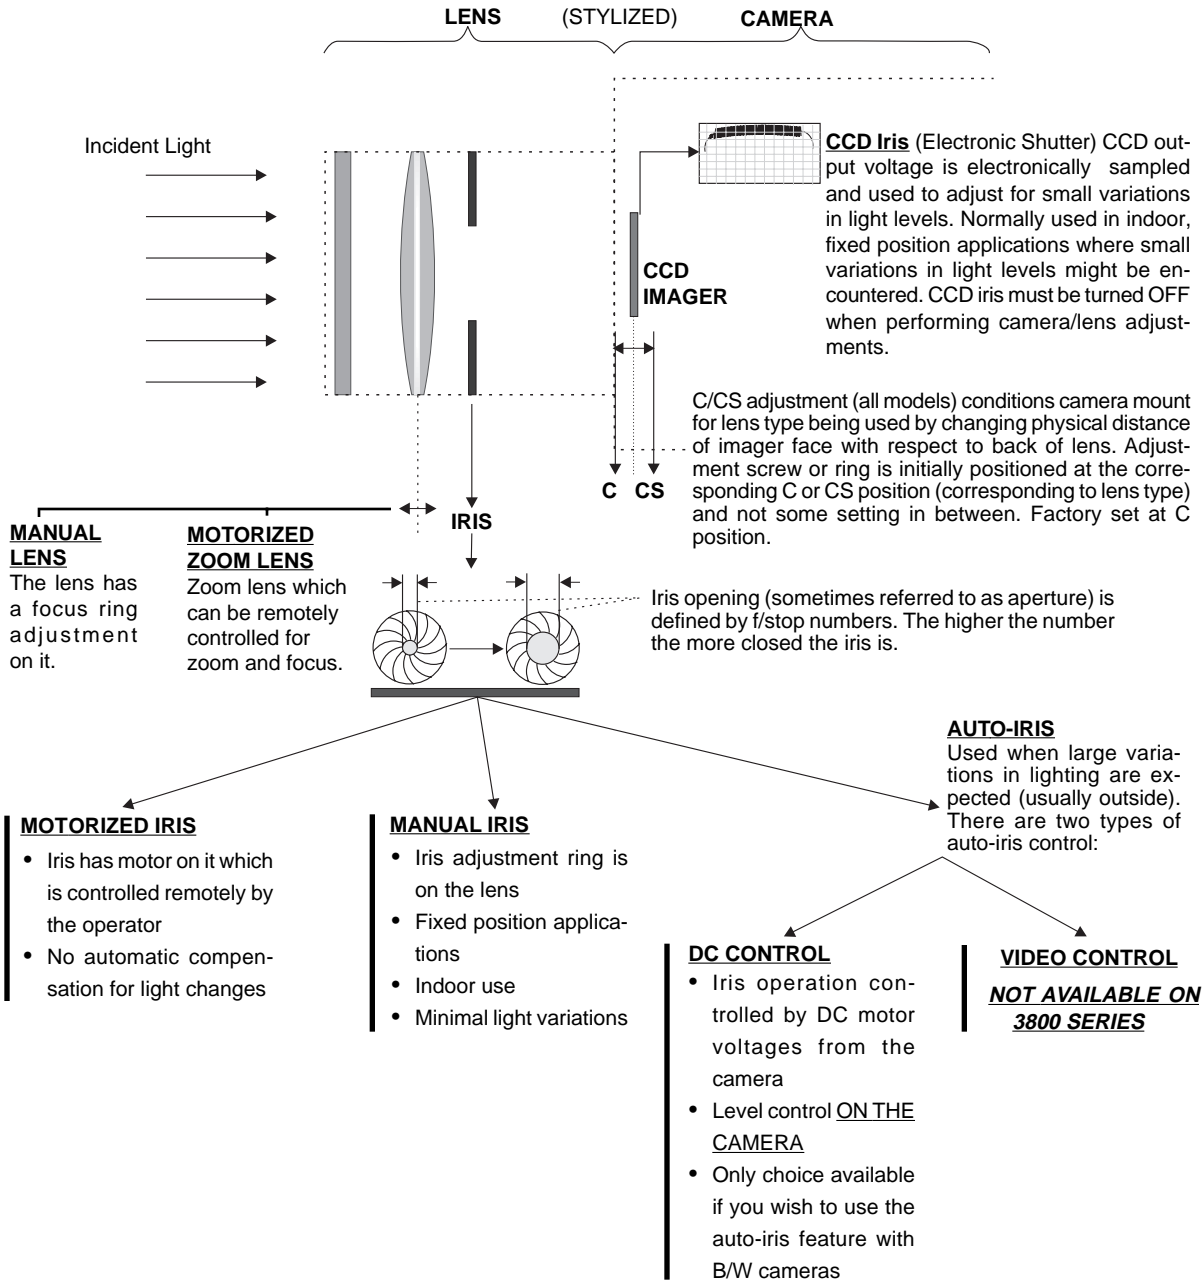 LENS (STYLIZED) CAMERA
Incident Light
CCD Iris (Electronic Shutter) CCD out-
put voltage is electronically sampled
and used to adjust for small variations
in light levels. Normally used in indoor,
fixed position applications where small
variations in light levels might be en-
countered. CCD iris must be turned OFF
when performing camera/lens adjust-
ments.
CCD
IMAGER
C/CS adjustment (all models) conditions camera mount
for lens type being used by changing physical distance
of imager face with respect to back of lens. Adjust-
ment screw or ring is initially positioned at the corre-
sponding C or CS position (corresponding to lens type)
and not some setting in between. Factory set at C
position.
C CS
IRIS
MANUAL
LENS
The lens has
a focus ring
adjustment
on it.
MOTORIZED
ZOOM LENS
Zoom lens which
can be remotely
controlled for
zoom and focus.
Iris opening (sometimes referred to as aperture) is
defined by f/stop numbers. The higher the number
the more closed the iris is.
AUTO-IRIS
Used when large varia-
tions in lighting are ex-
pected (usually outside).
There are two types of
auto-iris control:
MOTORIZED IRIS
• Iris has motor on it which
is controlled remotely by
the operator
• No automatic compen-
sation for light changes
MANUAL IRIS
• Iris adjustment ring is
on the lens
• Fixed position applica-
tions
• Indoor use
• Minimal light variations
DC CONTROL
• Iris operation con-
trolled by DC motor
voltages from the
camera
• Level control ON THE
CAMERA
• Only choice available
if you wish to use the
auto-iris feature with
B/W cameras
VIDEO CONTROL
NOT AVAILABLE ON
3800 SERIES